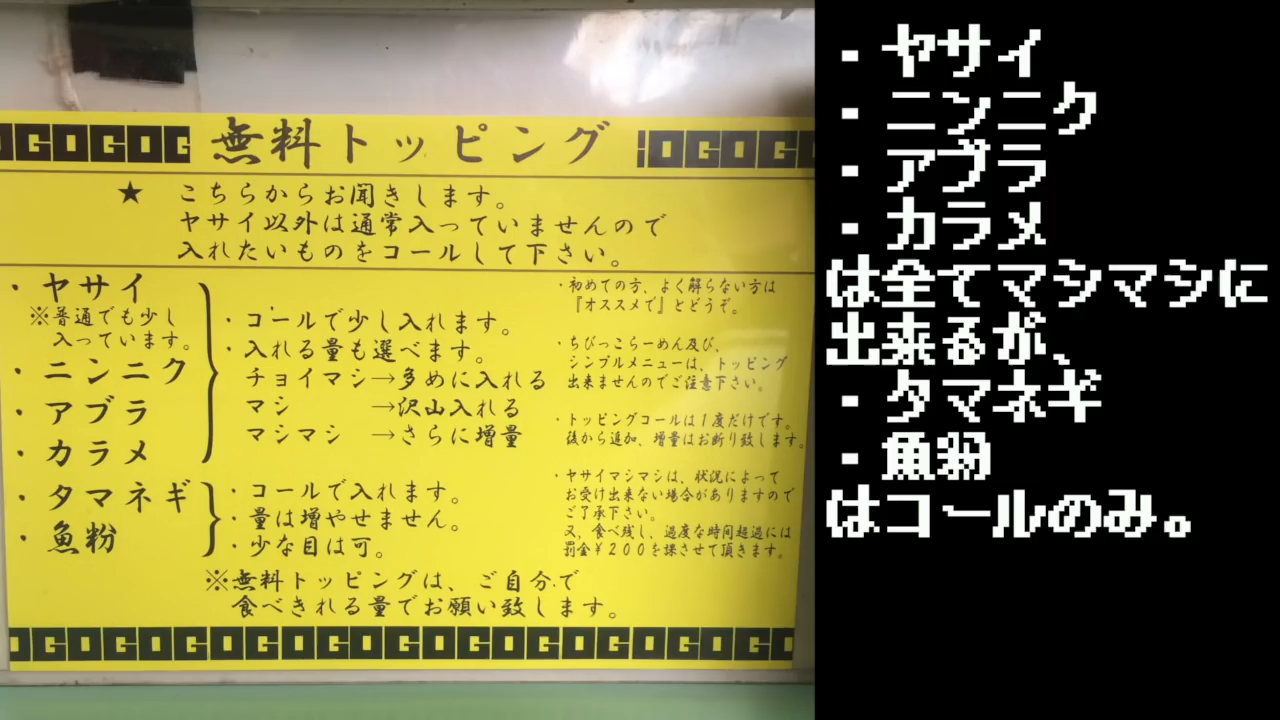 GOGOG 無料トッピング OGOG
★ こちらからお聞きします。
ヤサイ以外は通常入っていませんので
入れたいものをコールして下さい。
・ヤサイ
※普通でも少し
入っています。
・ニンニク
・アブラ
・カラメ
・コールで少し入れます。
・入れる量も選べます。
チョイマシ→多めに入れる
マシ →沢山入れる
マシマシ →さらに増量
・タマネギ
・魚粉
・コールで入れます。
・量は増やせません。
・少な目は可。
・初めての方、よく解らない方は
『オススメで』とどうぞ。
・ちびっこらーめん及び、
シンプルメニューは、トッピング
出来ませんのでご注意下さい。
・トッピングコールは1度だけです。
後から追加、増量はお断り致します。
・ヤサイマシマシは、状況によって
お受け出来ない場合がありますので
ご了承下さい。
又、食べ残し、過度な時間超過には
罰金¥200を課させて頂きます。
※無料トッピングは、ご自分で
食べきれる量でお願い致します。
GOGOGOGOGOGOGOGOGOGOGO
・ヤサイ
・ニンニク
・アブラ
・カラメ
は全てマシマシに
出来るが、
・タマネギ
・魚粉
はコールのみ。